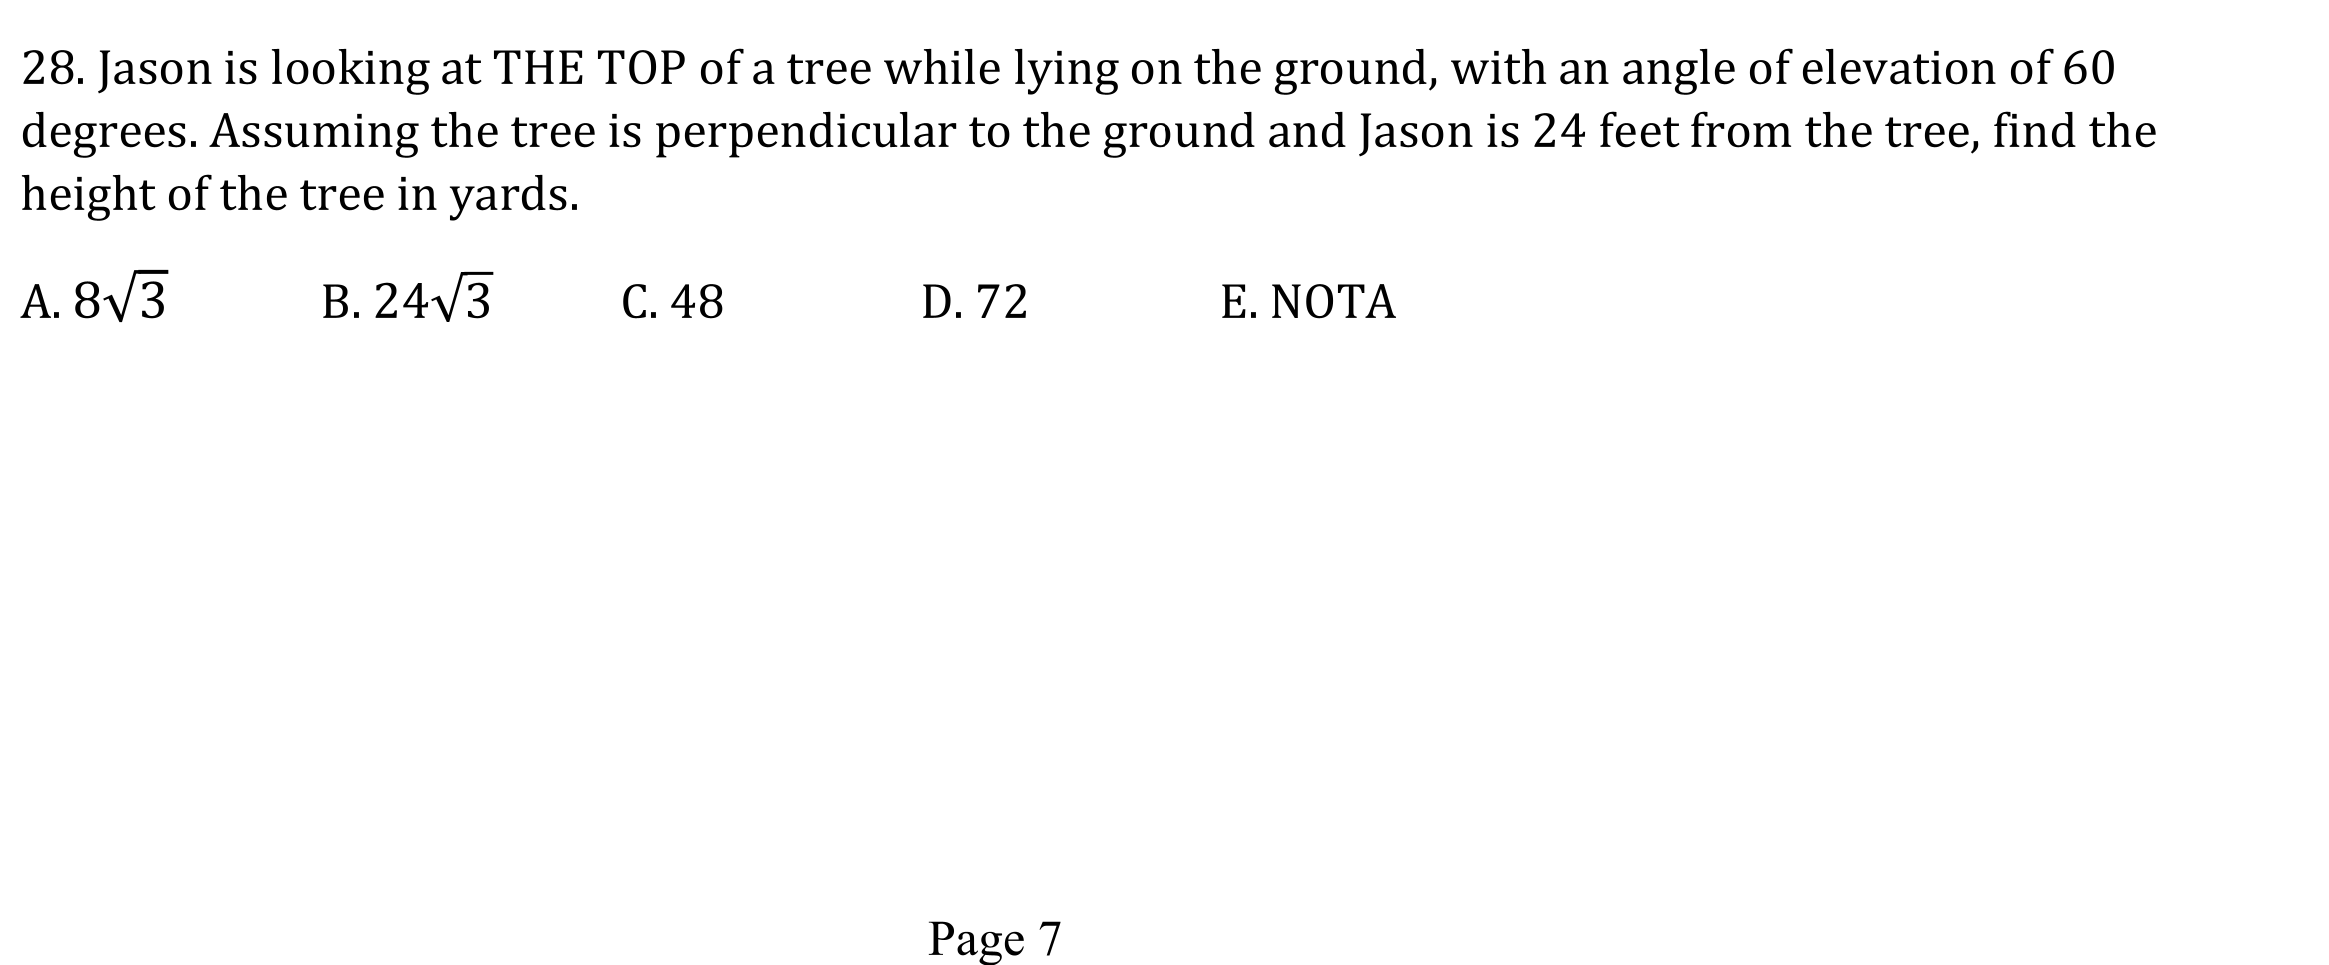 28. Jason is looking at THE TOP of a tree while lying on the ground, with an angle of elevation of 60
degrees. Assuming the tree is perpendicular to the ground and Jason is 24 feet from the tree, find the
height of the tree in yards.
A. 8√3 B. 24√3 C. 48 D. 72 E. NOTA
Page 7